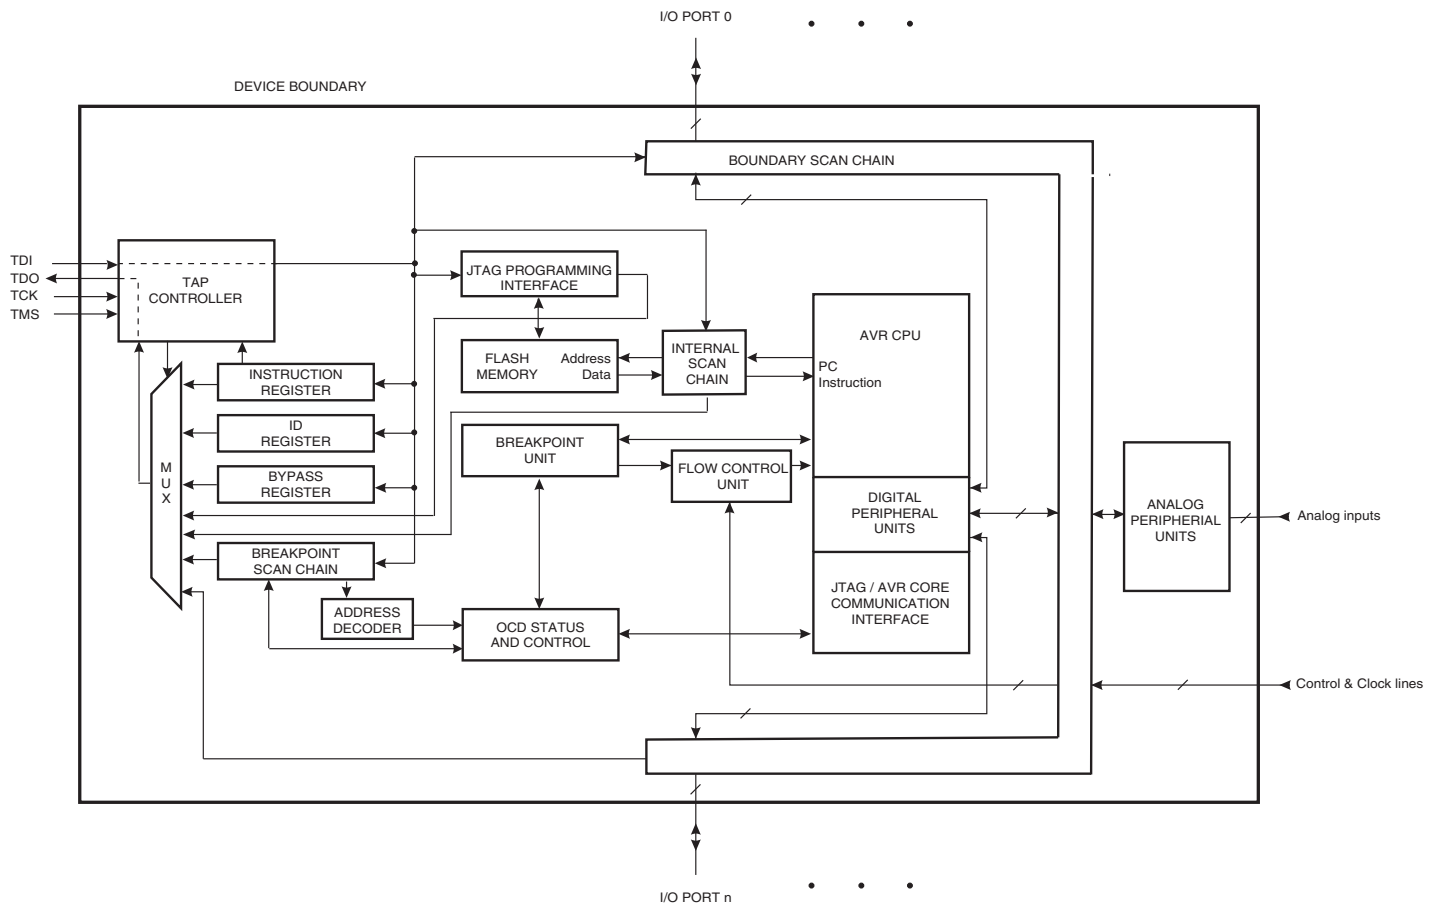 I/O PORT 0
DEVICE BOUNDARY
BOUNDARY SCAN CHAIN
TDI
TDO
TCK
TMS
TAP
CONTROLLER
JTAG PROGRAMMING
INTERFACE
FLASH
MEMORY
Address
Data
INTERNAL
SCAN
CHAIN
AVR CPU
PC
Instruction
INSTRUCTION
REGISTER
ID
REGISTER
BYPASS
REGISTER
M
U
X
BREAKPOINT
UNIT
FLOW CONTROL
UNIT
DIGITAL
PERIPHERAL
UNITS
ANALOG
PERIPHERIAL
UNITS
Analog inputs
BREAKPOINT
SCAN CHAIN
ADDRESS
DECODER
OCD STATUS
AND CONTROL
JTAG / AVR CORE
COMMUNICATION
INTERFACE
Control & Clock lines
I/O PORT n